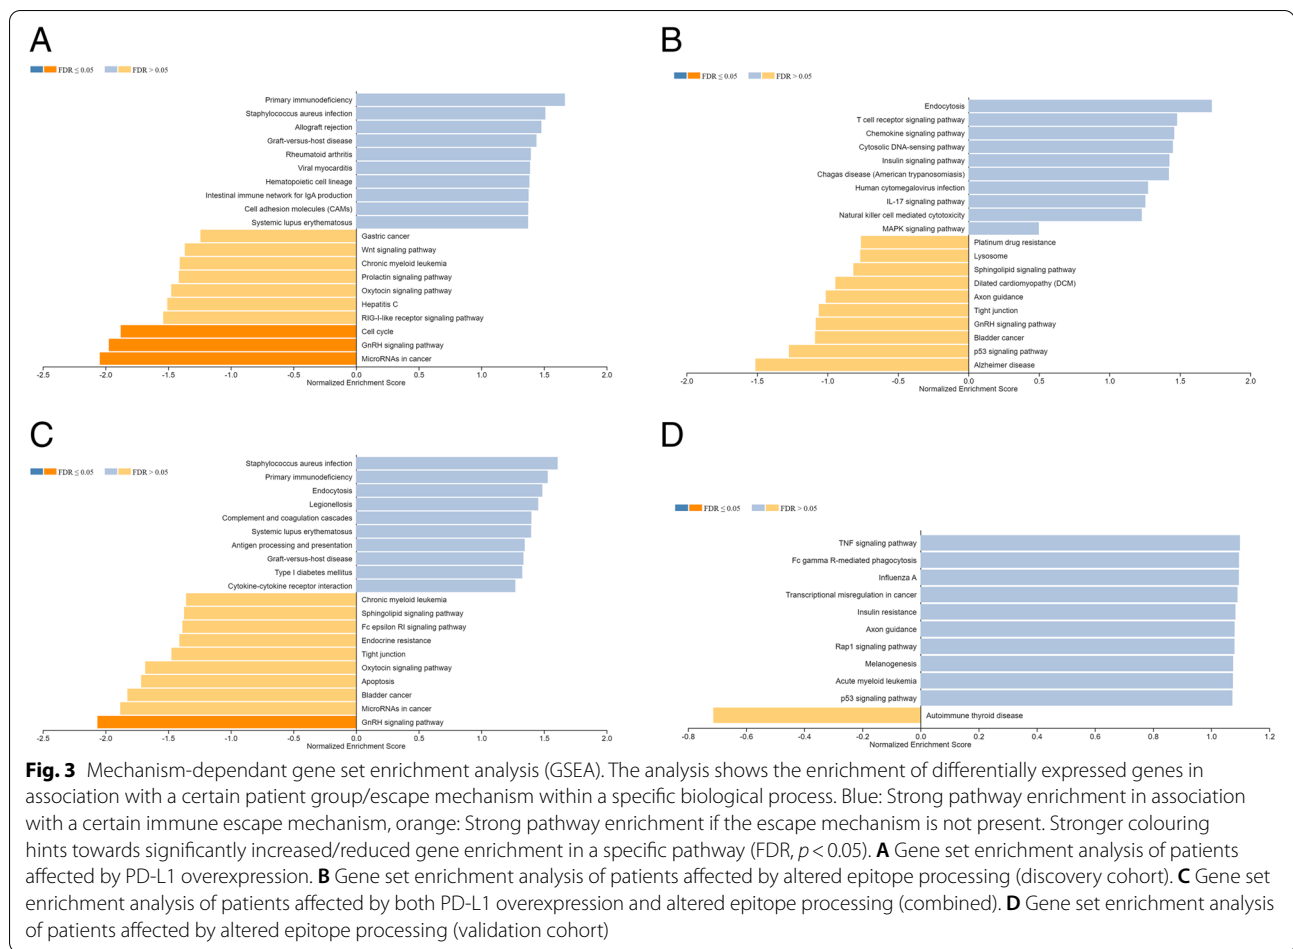 A
FDR ≤ 0.05 FDR > 0.05
Primary immunodeficiency
Staphylococcus aureus infection
Allograft rejection
Graft-versus-host disease
Rheumatoid arthritis
Viral myocarditis
Hematopoietic cell lineage
Intestinal immune network for IgA production
Cell adhesion molecules (CAMs)
Systemic lupus erythematosus
Gastric cancer
Wnt signaling pathway
Chronic myeloid leukemia
Prolactin signaling pathway
Oxytocin signaling pathway
Hepatitis C
RIG-I-like receptor signaling pathway
Cell cycle
GnRH signaling pathway
MicroRNAs in cancer
-2.5 -2.0 -1.5 -1.0 -0.5 0.0 0.5 1.0 1.5 2.0
Normalized Enrichment Score
B
FDR ≤ 0.05 FDR > 0.05
Endocytosis
T cell receptor signaling pathway
Chemokine signaling pathway
Cytosolic DNA-sensing pathway
Insulin signaling pathway
Chagas disease (American trypanosomiasis)
Human cytomegalovirus infection
IL-17 signaling pathway
Natural killer cell mediated cytotoxicity
MAPK signaling pathway
Platinum drug resistance
Lysosome
Sphingolipid signaling pathway
Dilated cardiomyopathy (DCM)
Axon guidance
Tight junction
GnRH signaling pathway
Bladder cancer
p53 signaling pathway
Alzheimer disease
-2.0 -1.5 -1.0 -0.5 0.0 0.5 1.0 1.5 2.0
Normalized Enrichment Score
C
FDR ≤ 0.05 FDR > 0.05
Staphylococcus aureus infection
Primary immunodeficiency
Endocytosis
Legionellosis
Complement and coagulation cascades
Systemic lupus erythematosus
Antigen processing and presentation
Graft-versus-host disease
Type I diabetes mellitus
Cytokine-cytokine receptor interaction
Chronic myeloid leukemia
Sphingolipid signaling pathway
Fc epsilon RI signaling pathway
Endocrine resistance
Tight junction
Oxytocin signaling pathway
Apoptosis
Bladder cancer
MicroRNAs in cancer
GnRH signaling pathway
-2.5 -2.0 -1.5 -1.0 -0.5 0.0 0.5 1.0 1.5 2.0
Normalized Enrichment Score
D
FDR ≤ 0.05 FDR > 0.05
TNF signaling pathway
Fc gamma R-mediated phagocytosis
Influenza A
Transcriptional misregulation in cancer
Insulin resistance
Axon guidance
Rap1 signaling pathway
Melanogenesis
Acute myeloid leukemia
p53 signaling pathway
Autoimmune thyroid disease
-0.8 -0.6 -0.4 -0.2 0.0 0.2 0.4 0.6 0.8 1.0 1.2
Normalized Enrichment Score
Fig. 3 Mechanism-dependant gene set enrichment analysis (GSEA). The analysis shows the enrichment of differentially expressed genes in
association with a certain patient group/escape mechanism within a specific biological process. Blue: Strong pathway enrichment in association
with a certain immune escape mechanism, orange: Strong pathway enrichment if the escape mechanism is not present. Stronger colouring
hints towards significantly increased/reduced gene enrichment in a specific pathway (FDR, p < 0.05). A Gene set enrichment analysis of patients
affected by PD-L1 overexpression. B Gene set enrichment analysis of patients affected by altered epitope processing (discovery cohort). C Gene set
enrichment analysis of patients affected by both PD-L1 overexpression and altered epitope processing (combined). D Gene set enrichment analysis
of patients affected by altered epitope processing (validation cohort)